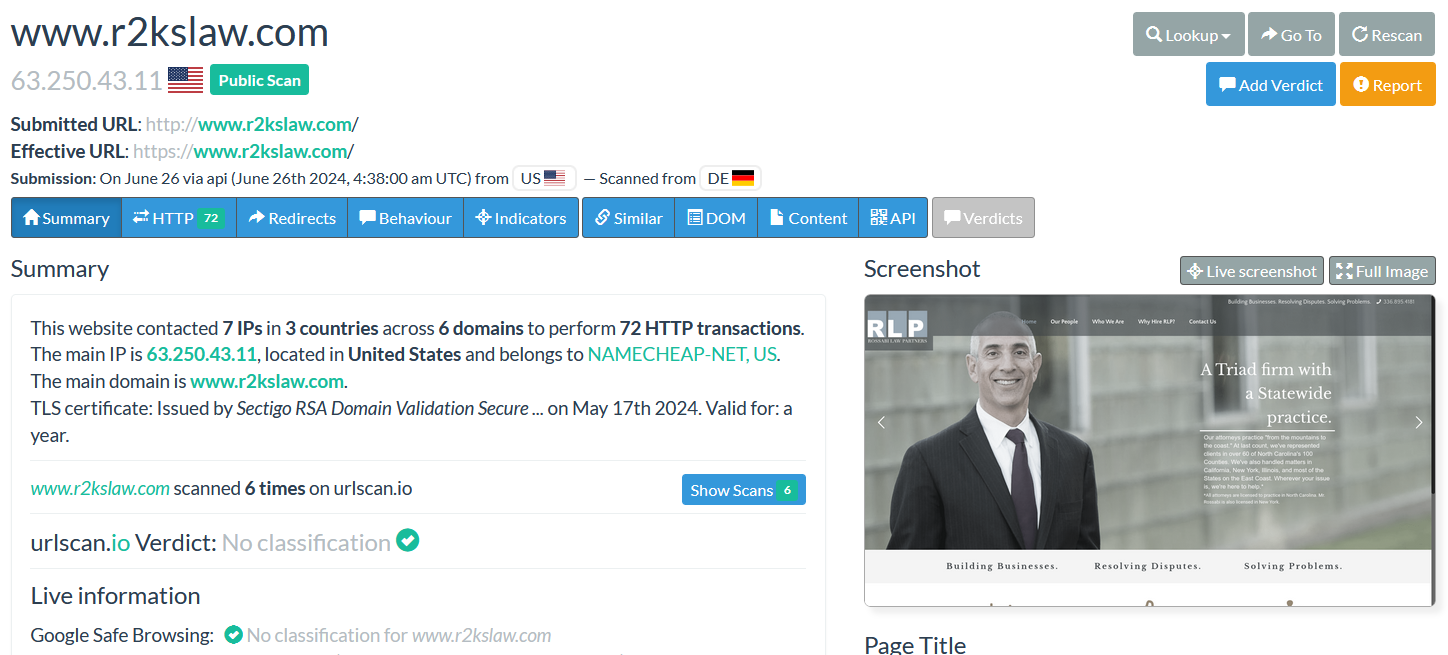 www.r2kslaw.com
Lookup Go To Rescan
63.250.43.11 Public Scan
Add Verdict Report
Submitted URL: http://www.r2kslaw.com/
Effective URL: https://www.r2kslaw.com/
Submission: On June 26 via api (June 26th 2024, 4:38:00 am UTC) from US — Scanned from DE
Summary HTTP 72 Redirects Behaviour Indicators Similar DOM Content API Verdicts
Summary
This website contacted 7 IPs in 3 countries across 6 domains to perform 72 HTTP transactions.
The main IP is 63.250.43.11, located in United States and belongs to NAMECHEAP-NET, US.
The main domain is www.r2kslaw.com.
TLS certificate: Issued by Sectigo RSA Domain Validation Secure ... on May 17th 2024. Valid for: a
year.
www.r2kslaw.com scanned 6 times on urlscan.io
Show Scans 6
urlscan.io Verdict: No classification
Live information
Google Safe Browsing: No classification for www.r2kslaw.com
Screenshot
Live screenshot Full Image
Building Businesses. Resolving Disputes. Solving Problems. 336.895.4181
RLP
ROSSABI LAW PARTNERS
Home Our People Who We Are Why Hire RLP? Contact Us
A Triad firm with
a Statewide
practice.
Our attorneys practice "from the mountains to
the coast." At last count, we've represented
clients in over 60 of North Carolina's 100
Counties. We've also handled matters in
California, New York, Illinois, and most of the
States on the East Coast. Wherever your issue
is, we're here to help.*
*All attorneys are licensed to practice in North Carolina. Mr.
Rossabi is also licensed in New York.
Building Businesses. Resolving Disputes. Solving Problems.
Page Title